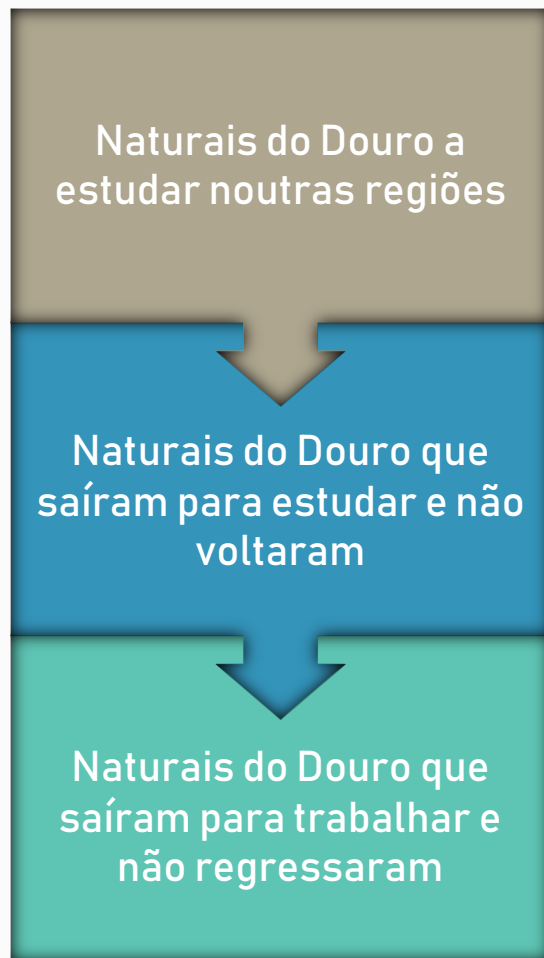 Naturais do Douro a
estudar noutras regiões
Naturais do Douro que
saíram para estudar e não
voltaram
Naturais do Douro que
saíram para trabalhar e
não regressaram